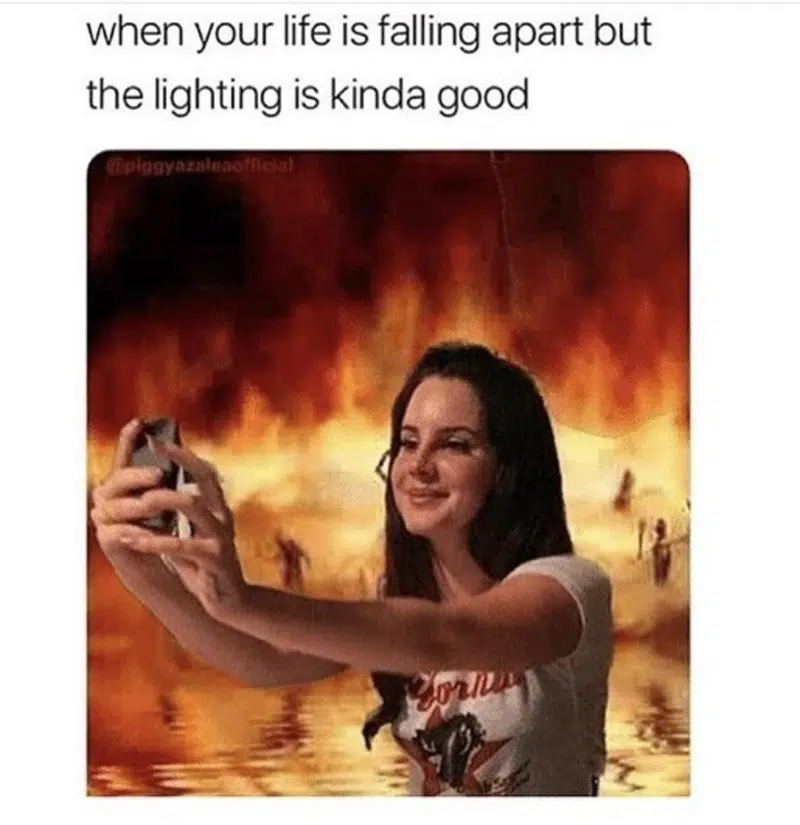 when your life is falling apart but
the lighting is kinda good
@piggyazaleaofficial